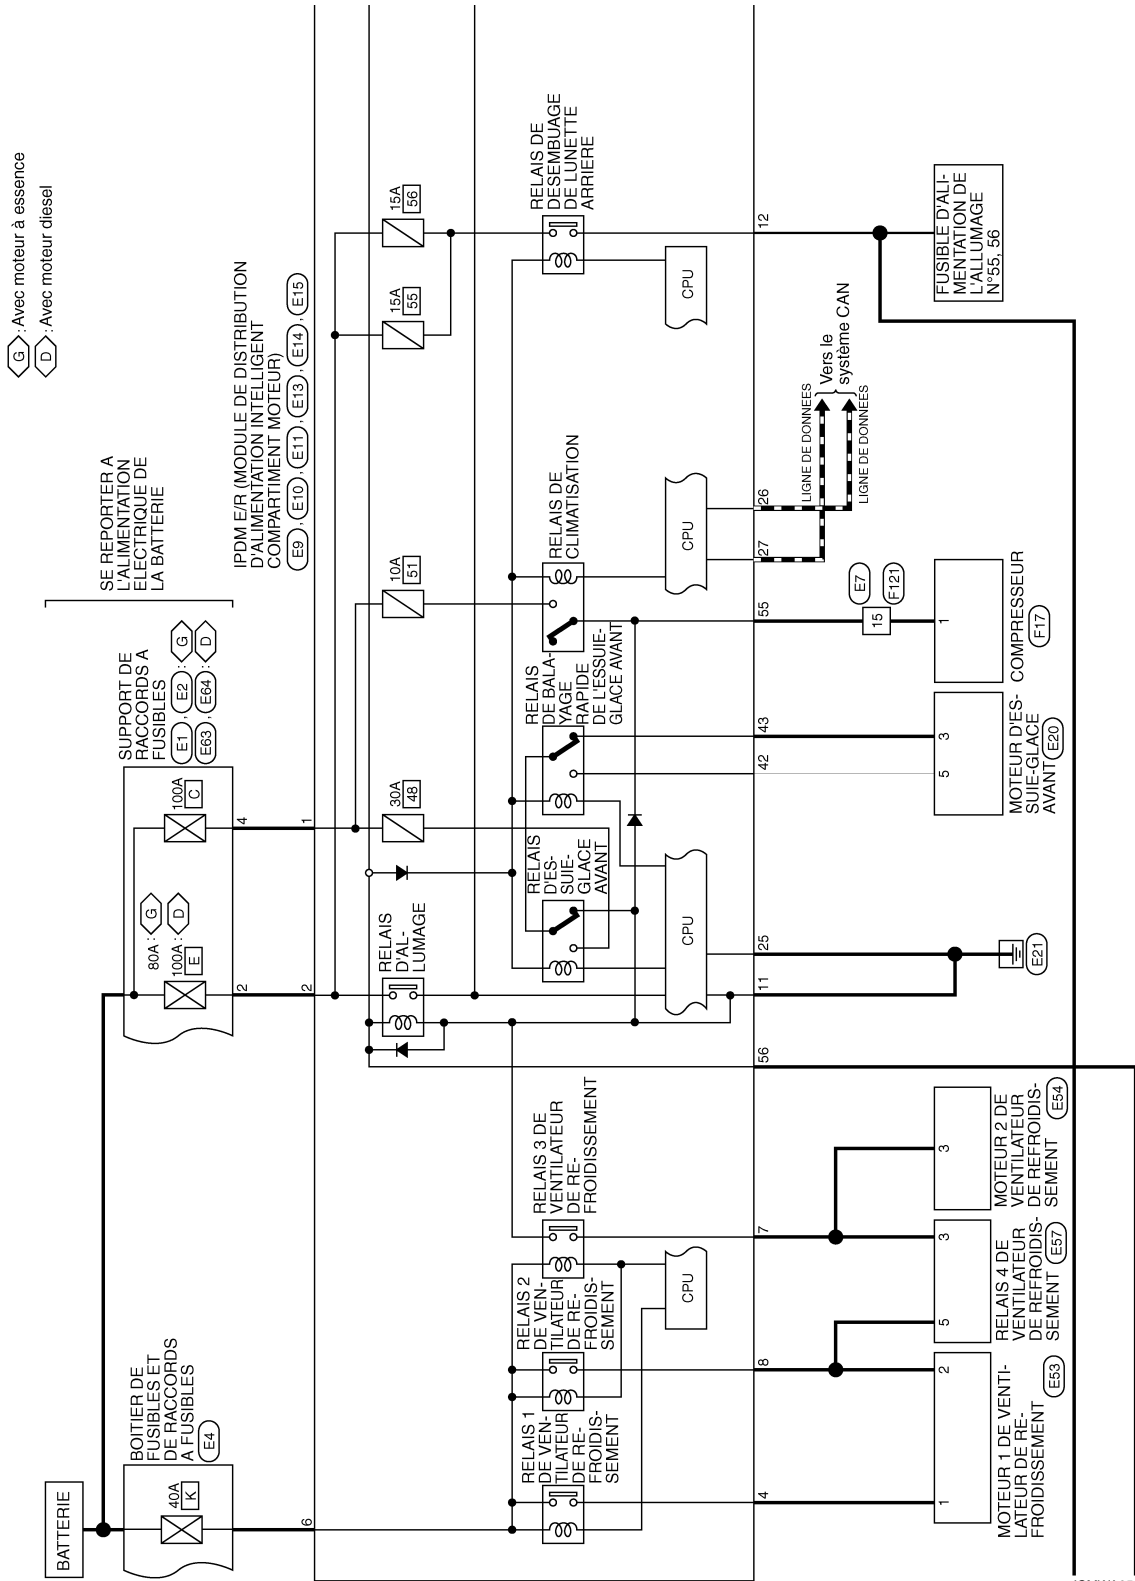 G : Avec moteur à essence
D : Avec moteur diesel
SE REPORTER A
L'ALIMENTATION
ELECTRIQUE DE
LA BATTERIE
BATTERIE
BOITIER DE
FUSIBLES ET
DE RACCORDS
A FUSIBLES
E4
40A
K
SUPPORT DE
RACCORDS A
FUSIBLES
E1 , E2 : G
E63 , E64 : D
80A : G
100A : D
E
100A
C
6
2
4
2
1
IPDM E/R (MODULE DE DISTRIBUTION
D'ALIMENTATION INTELLIGENT
COMPARTIMENT MOTEUR)
E9 , E10 , E11 , E13 , E14 , E15
RELAIS
D'AL-
LUMAGE
30A
48
10A
51
15A
55
15A
56
RELAIS 1
DE VEN-
TILATEUR
DE RE-
FROIDIS-
SEMENT
RELAIS 2
DE VEN-
TILATEUR
DE RE-
FROIDIS-
SEMENT
RELAIS 3 DE
VENTILATEUR
DE RE-
FROIDISSEMENT
RELAIS
D'ES-
SUIE-
GLACE
AVANT
RELAIS
DE BALA-
YAGE
RAPIDE
DE L'ESSUIE-
GLACE AVANT
RELAIS DE
CLIMATISATION
RELAIS DE
DESEMBUAGE
DE LUNETTE
ARRIERE
CPU
CPU
CPU
CPU
4
8
7
56
11
25
42
43
55
27
26
12
LIGNE DE DONNEES
LIGNE DE DONNEES
Vers le
système CAN
E21
15
E7
F121
1
2
MOTEUR 1 DE VENTI-
LATEUR DE RE-
FROIDISSEMENT
E53
5
3
RELAIS 4 DE
VENTILATEUR
DE REFROIDIS-
SEMENT
E57
3
MOTEUR 2 DE
VENTILATEUR
DE REFROIDIS-
SEMENT
E54
5
3
MOTEUR D'ES-
SUIE-GLACE
AVANT
E20
1
COMPRESSEUR
F17
FUSIBLE D'ALI-
MENTATION DE
L'ALLUMAGE
N°55, 56